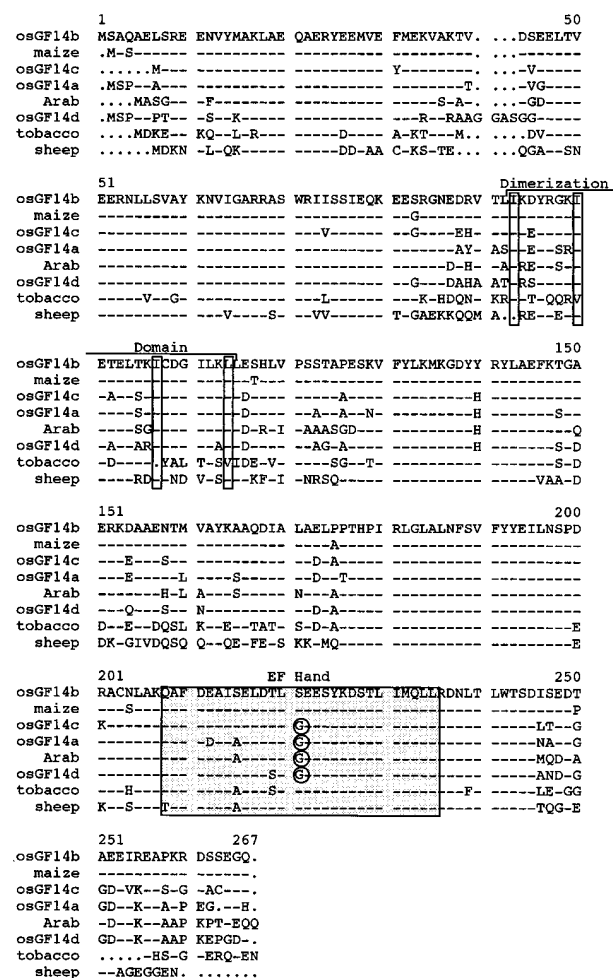 1 50
osGF14b MSAQAELSRE ENVYMAKLAE QAERYEEMVE FMEKVAKTV. ...DSEELTV
maize .M-S------ ---------- ---------- ---------. ...-------
osGF14c ......M--- ---------- ---------- Y--------. ...--V----
osGF14a .MSP--A--- ---------- ---------- -------T-. ...--VG---
Arab ....MASG-- -F-------- ---------- -----S-A-. ...--GD---
osGF14d .MSP-PT--- -S--K----- ---------- ---R-RAAGG GASGG-----
tobacco ....MDKE-- KQ--L-R--- -----D---- A-KT--M--. ...--DV---
sheep .....MDKN- -L-QK----- ----DD-AA C-KS-TE... ...QGA--SN
51 Dimerization
osGF14b EERNLLSVAY KNVIGARRAS WRIISSIEQK EESRGNEDRV TLIKDYRGKI
maize ---------- ---------- ---------- ---G------ ----------
osGF14c ---------- ---------- ----V----- ---G---EH- ----E-----
osGF14a ---------- ---------- ---------- -------AY- AS--E--SR-
Arab ---------- ---------- ---------- ------D-H- -A-RE--S--
osGF14d ---------- ---------- ---------- ---G--DAHA AT-RS-----
tobacco -----V--G- ---------- ----L----- ----K-HDQN- KR--T-QQRV
sheep ---------- --V----S-- --VV------ T-GAEKKQQM A..RE--E--
Domain 150
osGF14b ETELTKICDG ILKLLESHLV PSSTAPESKV FYLKMKGDYY RYLAEFKTGA
maize ---------- ------T--- ---------- ---------- ----------
osGF14c -A--S----- -----D---- -----A---- --------H- ----------
osGF14a ----S----- -----D---- ---A--A-N- --------H- -------S-D
Arab ----SG---- -----D-R-I -AAASGD--- --------H- ---------Q
osGF14d -A--AR---- ----A-D---- ---AG-A--- --------H- -------S-D
tobacco -D----.YAL T-SVIDE-V- ----SG--T- ---------- -------S-D
sheep ----RD--ND V-S--KF-I- NRSQ------ ---------- -----VAA-D
151 200
osGF14b ERKDAAENTM VAYKAAQDIA LAELPPTHPI RLGLALNFSV FYYEILNSPD
maize ---------- ---------- -----A---- ---------- ----------
osGF14c ---E--S--- ---------- ---D-A---- ---------- ----------
osGF14a ---E----L- -----S---- ---D-T---- ---------- ----------
Arab ------H-L- A---S----- N---A----- ---------- ----------
osGF14d ---Q--S--- N--------- ---D-A---- ---------- ----------
tobacco D--E--DQSL K--E--TAT- S-D-A----- ---------- ---------E
sheep DK-GIVDQSQ Q--QE-FE-S KK-MQ----- ---------- ---------E
201 EF Hand 250
osGF14b RACNLAKQAF DEAISELDTL SEESYKDSTL IMQLLRDNLT LWTSDISEDT
maize ---S------ ---------- ---------- ---------- ---------P
osGF14c K--------- ---------- G--------- ---------- ------LT--G
osGF14a ---------- --D--A---- G--------- ---------- ------NA--G
Arab ---------- -----A---- G--------- ---------- ------MQD-A
osGF14d ---------- --------S- G--------- ---------- ------AND-G
tobacco ---H------ -----A--S- ---------- --------F- ------LE-GG
sheep K--S---T-- -----A---- ---------- ---------- ------TQG-E
251 267
osGF14b AEEIREAPKR DSSEGQ.
maize ---------- ------.
osGF14c GD-VK--S-G -AC---.
osGF14a GD--K--A-P EG.--H.
Arab -D--K--AAP KPT-EQQ
osGF14d GD--K--AAP KEPGD-.
tobacco .....-HS-G -ERQ-EN
sheep --AGEGGEN. .......